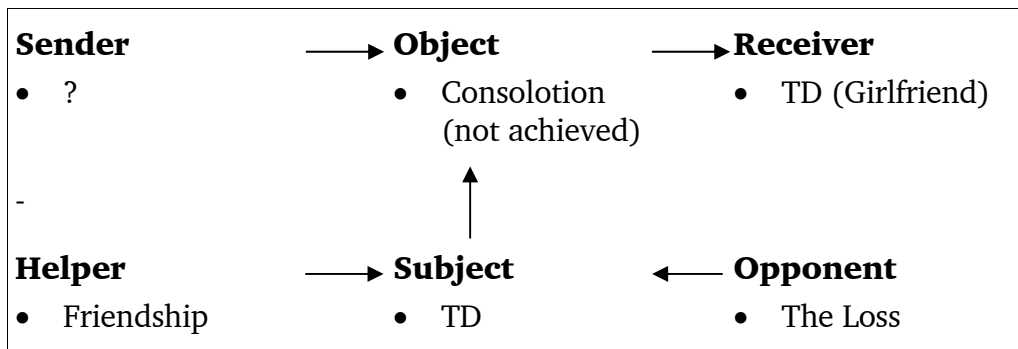 Sender Object Receiver
• ? • Consolotion • TD (Girlfriend)
(not achieved)
-
Helper Subject Opponent
• Friendship • TD • The Loss